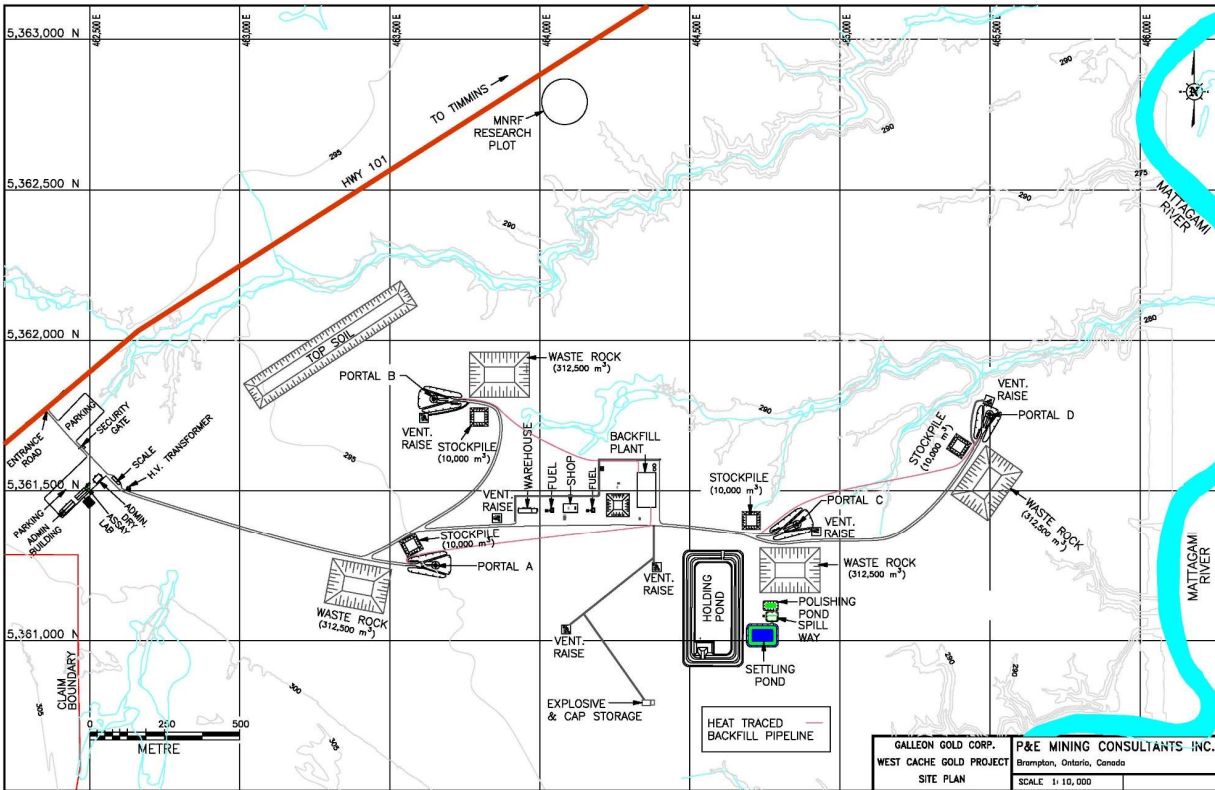 462,500 E
463,000 E
463,500 E
464,000 E
464,500 E
465,000 E
465,500 E
466,000 E
5,363,000 N
290
290
TO TIMMINS
MNRF
RESEARCH
PLOT
295
HWY 101
5,362,500 N
275
MATTAGAMI
RIVER
290
290
280
5,362,000 N
TOP SOIL
WASTE ROCK
(312,500 m³)
PORTAL B
VENT.
RAISE
STOCKPILE
(10,000 m³)
290
VENT.
RAISE
PORTAL D
STOCKPILE
(10,000 m³)
PARKING
SECURITY
GATE
ENTRANCE
ROAD
SCALE
H.V. TRANSFORMER
295
WAREHOUSE
FUEL
SHOP
FUEL
BACKFILL
PLANT
5,361,500 N
STOCKPILE
(10,000 m³)
PORTAL C
VENT.
RAISE
WASTE ROCK
(312,500 m³)
PARKING
ADMIN
BUILDING
ADMIN
DRY
ASSAY
LAB
VENT.
RAISE
STOCKPILE
(10,000 m³)
PORTAL A
WASTE ROCK
(312,500 m³)
VENT.
RAISE
WASTE ROCK
(312,500 m³)
MATTAGAMI
RIVER
HOLDING
POND
POLISHING
POND
SPILL
WAY
SETTLING
POND
5,381,000 N
VENT.
RAISE
CLAIM
BOUNDARY
305
300
305
290
290
0
250
500
METRE
EXPLOSIVE
& CAP STORAGE
HEAT TRACED
BACKFILL PIPELINE
GALLEON GOLD CORP.
WEST CACHE GOLD PROJECT
SITE PLAN
P&E MINING CONSULTANTS INC.
Brampton, Ontario, Canada
SCALE 1:10,000
N